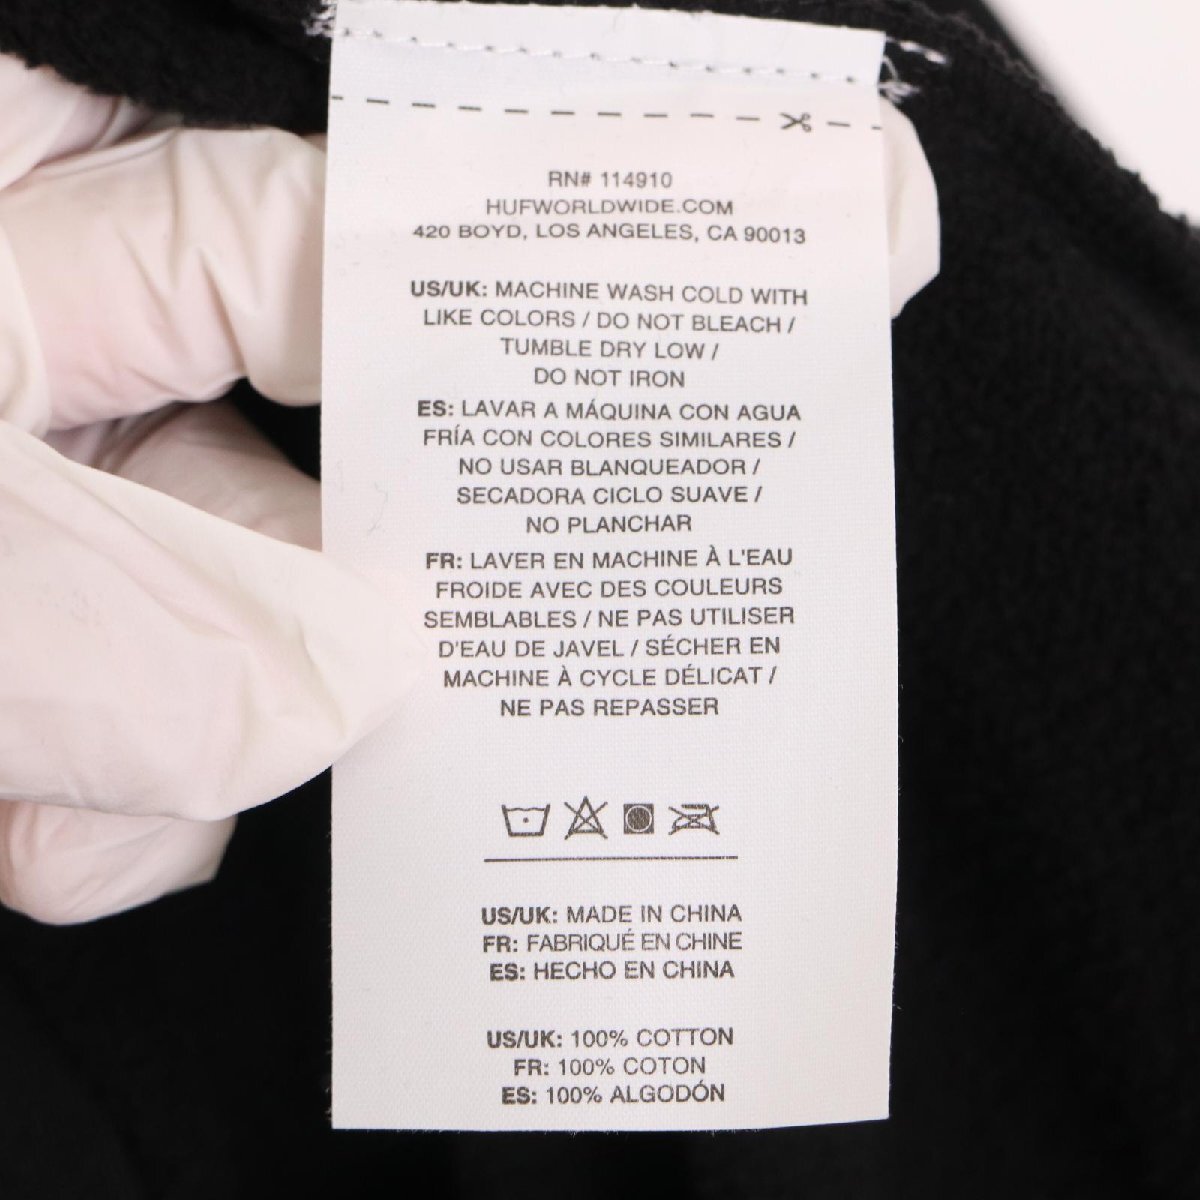 RN# 114910
HUFWORLDWIDE.COM
420 BOYD, LOS ANGELES, CA 90013
US/UK: MACHINE WASH COLD WITH
LIKE COLORS / DO NOT BLEACH /
TUMBLE DRY LOW /
DO NOT IRON
ES: LAVAR A MÁQUINA CON AGUA
FRÍA CON COLORES SIMILARES /
NO USAR BLANQUEADOR /
SECADORA CICLO SUAVE /
NO PLANCHAR
FR: LAVER EN MACHINE À L'EAU
FROIDE AVEC DES COULEURS
SEMBLABLES / NE PAS UTILISER
D'EAU DE JAVEL / SÉCHER EN
MACHINE À CYCLE DÉLICAT /
NE PAS REPASSER
US/UK: MADE IN CHINA
FR: FABRIQUÉ EN CHINE
ES: HECHO EN CHINA
US/UK: 100% COTTON
FR: 100% COTON
ES: 100% ALGODÓN